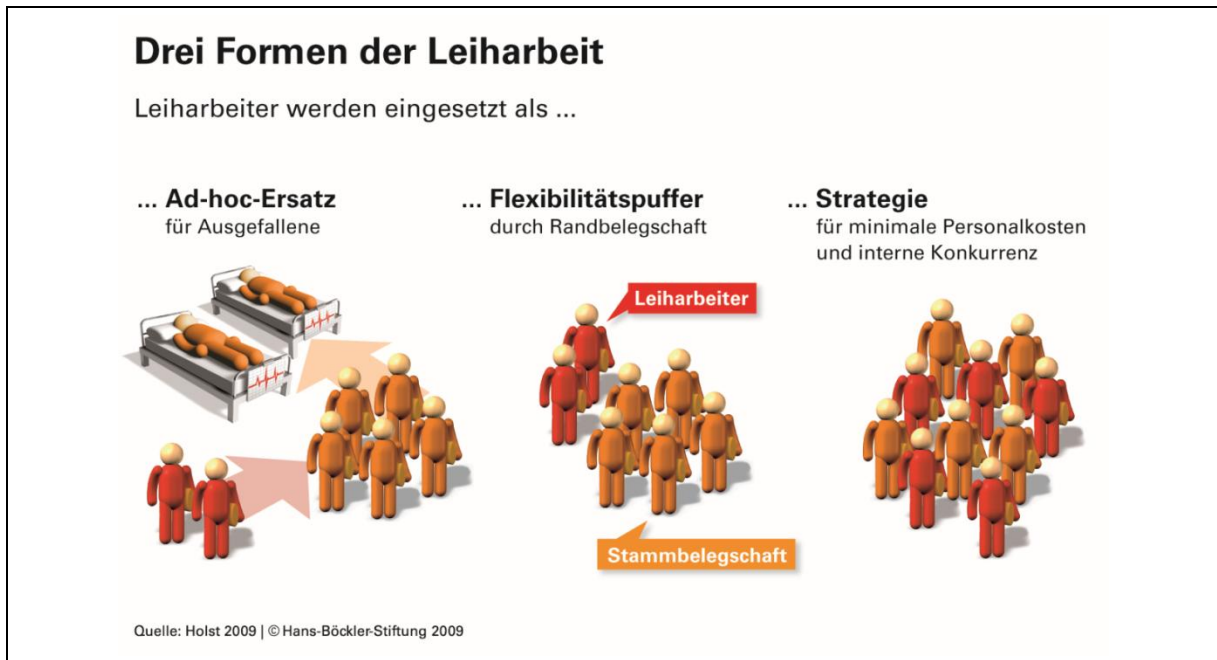 Drei Formen der Leiharbeit
Leiharbeiter werden eingesetzt als ...
... Ad-hoc-Ersatz
für Ausgefallene
... Flexibilitätspuffer
durch Randbelegschaft
... Strategie
für minimale Personalkosten
und interne Konkurrenz
Leiharbeiter
Stammbelegschaft
Quelle: Holst 2009 | © Hans-Böckler-Stiftung 2009